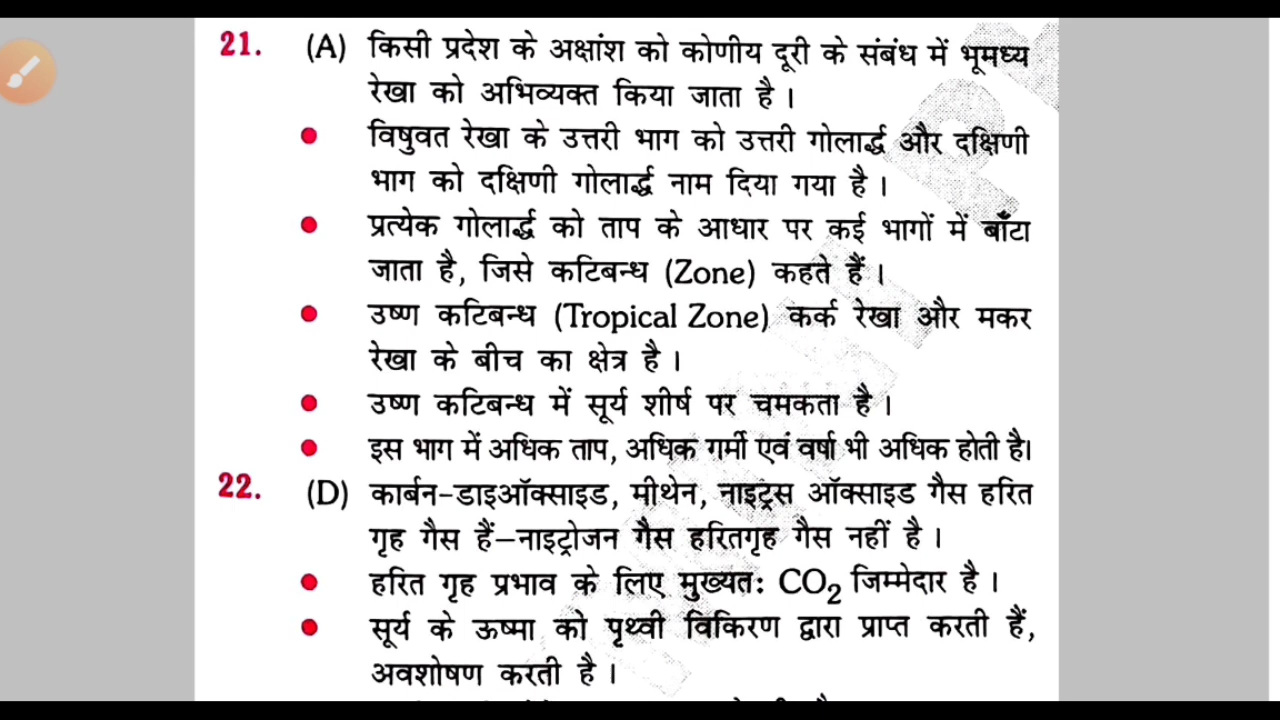 21. (A) किसी प्रदेश के अक्षांश को कोणीय दूरी के संबंध में भूमध्य
रेखा को अभिव्यक्त किया जाता है ।
● विषुवत रेखा के उत्तरी भाग को उत्तरी गोलार्द्ध और दक्षिणी
भाग को दक्षिणी गोलार्द्ध नाम दिया गया है ।
● प्रत्येक गोलार्द्ध को ताप के आधार पर कई भागों में बाँटा
जाता है, जिसे कटिबन्ध (Zone) कहते हैं ।
● उष्ण कटिबन्ध (Tropical Zone) कर्क रेखा और मकर
रेखा के बीच का क्षेत्र है ।
● उष्ण कटिबन्ध में सूर्य शीर्ष पर चमकता है ।
● इस भाग में अधिक ताप, अधिक गर्मी एवं वर्षा भी अधिक होती है।
22. (D) कार्बन-डाइऑक्साइड, मीथेन, नाइट्रस ऑक्साइड गैस हरित
गृह गैस हैं–नाइट्रोजन गैस हरितगृह गैस नहीं है ।
● हरित गृह प्रभाव के लिए मुख्यतः CO₂ जिम्मेदार है ।
● सूर्य के ऊष्मा को पृथ्वी विकिरण द्वारा प्राप्त करती हैं,
अवशोषण करती है ।